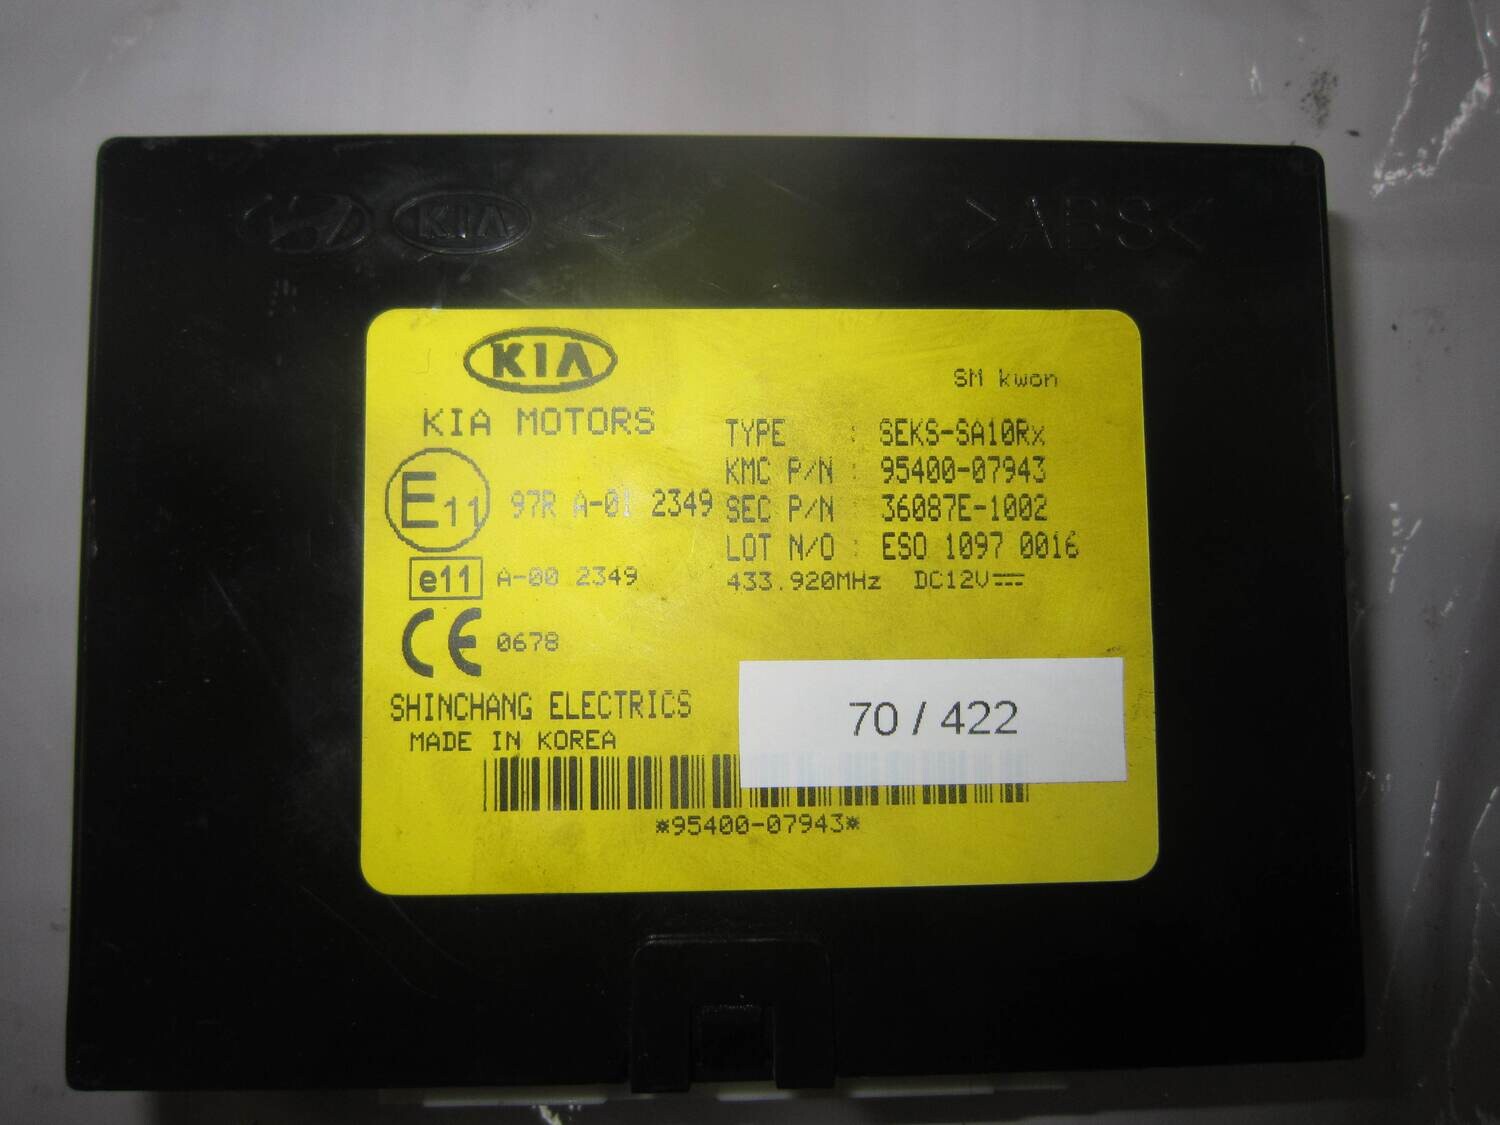 KIA
>ABS<
KIA
SM kwon
KIA MOTORS
TYPE : SEKS-SA10Rx
KMC P/N : 95400-07943
E11 97R A-01 2349
SEC P/N : 36087E-1002
LOT N/O : ESO 1097 0016
e11 A-00 2349
433.920MHz DC12V
CE 0678
SHINCHANG ELECTRICS
70 / 422
MADE IN KOREA
*95400-07943*